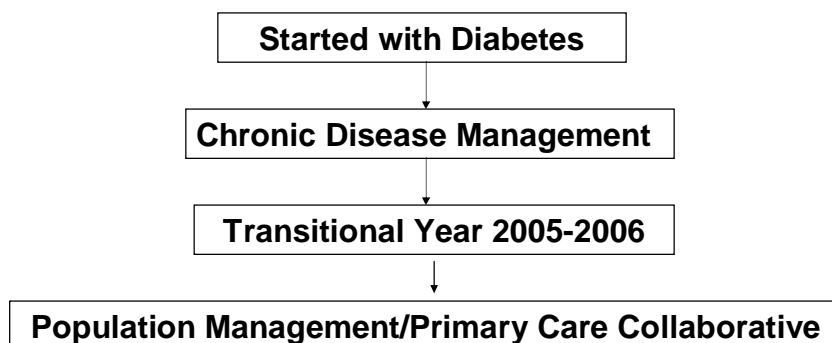 Started with Diabetes
Chronic Disease Management
Transitional Year 2005-2006
Population Management/Primary Care Collaborative